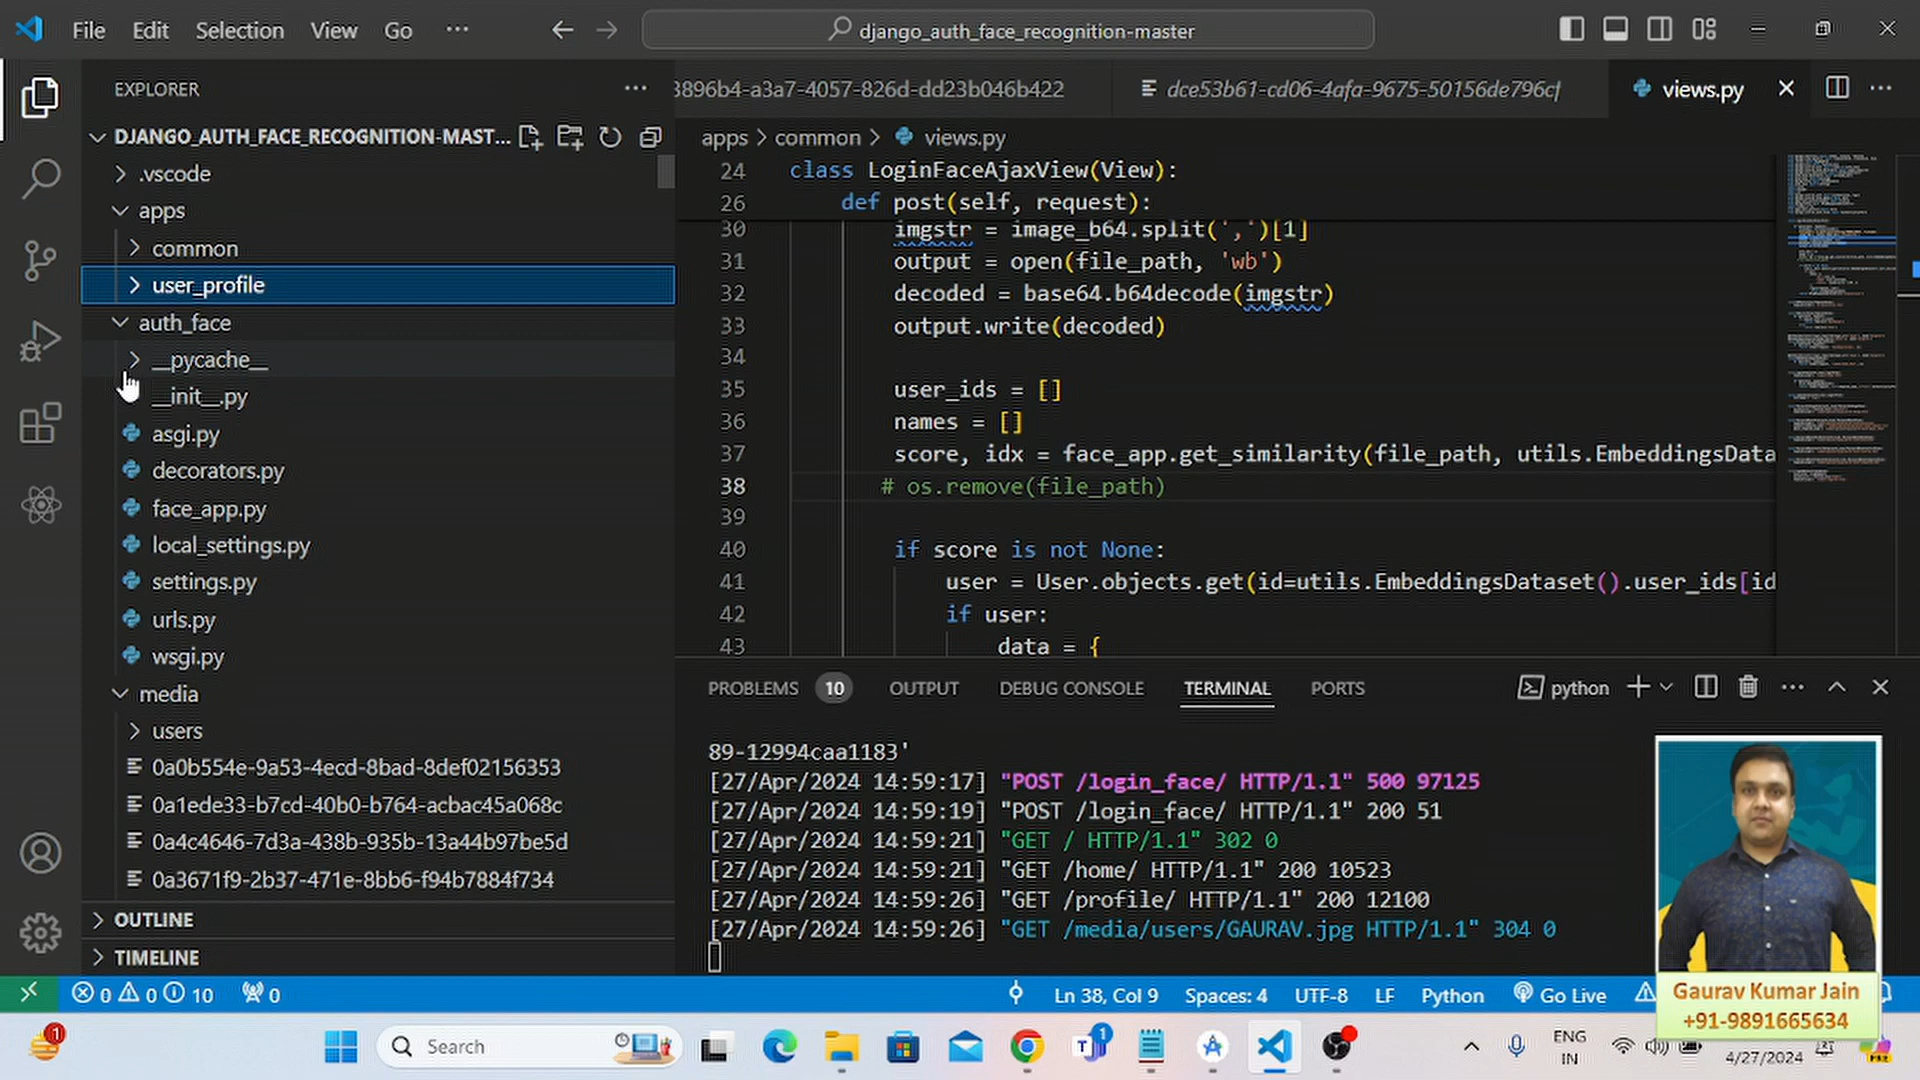 File Edit Selection View Go ··· django_auth_face_recognition-master
EXPLORER ···
DJANGO_AUTH_FACE_RECOGNITION-MAST...
.vscode
apps
common
user_profile
auth_face
__pycache__
__init__.py
asgi.py
decorators.py
face_app.py
local_settings.py
settings.py
urls.py
wsgi.py
media
users
0a0b554e-9a53-4ecd-8bad-8def02156353
0a1ede33-b7cd-40b0-b764-acbac45a068c
0a4c4646-7d3a-438b-935b-13a44b97be5d
0a3671f9-2b37-471e-8bb6-f94b7884f734
OUTLINE
TIMELINE
3896b4-a3a7-4057-826d-dd23b046b422 dce53b61-cd06-4afa-9675-50156de796cf views.py
apps > common > views.py
24 class LoginFaceAjaxView(View):
26 def post(self, request):
30 imgstr = image_b64.split(',')[1]
31 output = open(file_path, 'wb')
32 decoded = base64.b64decode(imgstr)
33 output.write(decoded)
34
35 user_ids = []
36 names = []
37 score, idx = face_app.get_similarity(file_path, utils.EmbeddingsData
38 # os.remove(file_path)
39
40 if score is not None:
41 user = User.objects.get(id=utils.EmbeddingsDataset().user_ids[id
42 if user:
43 data = {
PROBLEMS 10 OUTPUT DEBUG CONSOLE TERMINAL PORTS python
89-12994caa1183'
[27/Apr/2024 14:59:17] "POST /login_face/ HTTP/1.1" 500 97125
[27/Apr/2024 14:59:19] "POST /login_face/ HTTP/1.1" 200 51
[27/Apr/2024 14:59:21] "GET / HTTP/1.1" 302 0
[27/Apr/2024 14:59:21] "GET /home/ HTTP/1.1" 200 10523
[27/Apr/2024 14:59:26] "GET /profile/ HTTP/1.1" 200 12100
[27/Apr/2024 14:59:26] "GET /media/users/GAURAV.jpg HTTP/1.1" 304 0
Gaurav Kumar Jain
+91-9891665634
0 0 10 0 Ln 38, Col 9 Spaces: 4 UTF-8 LF Python Go Live
1 Search 1 ENG
IN
4/27/2024
PRE